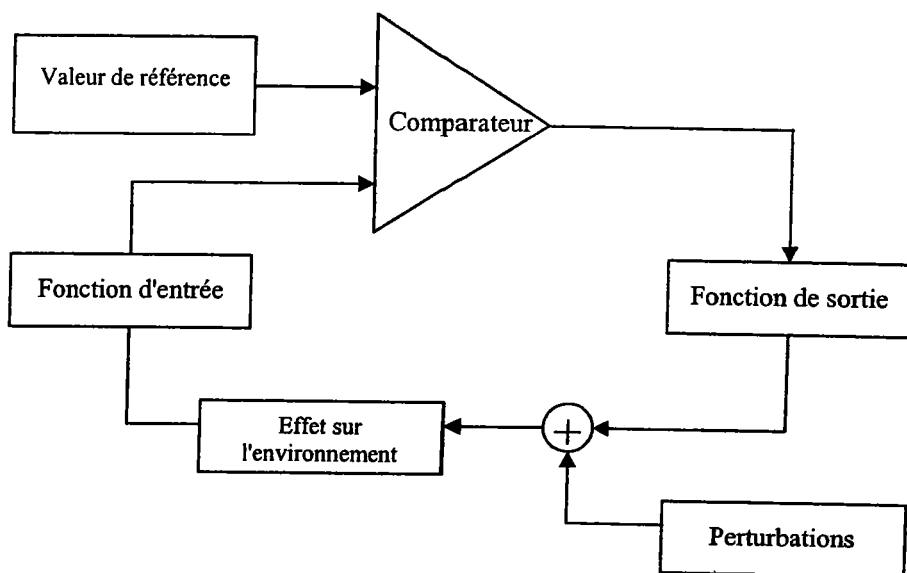 Valeur de référence
Comparateur
Fonction d'entrée
Fonction de sortie
Effet sur
l'environnement
+
Perturbations